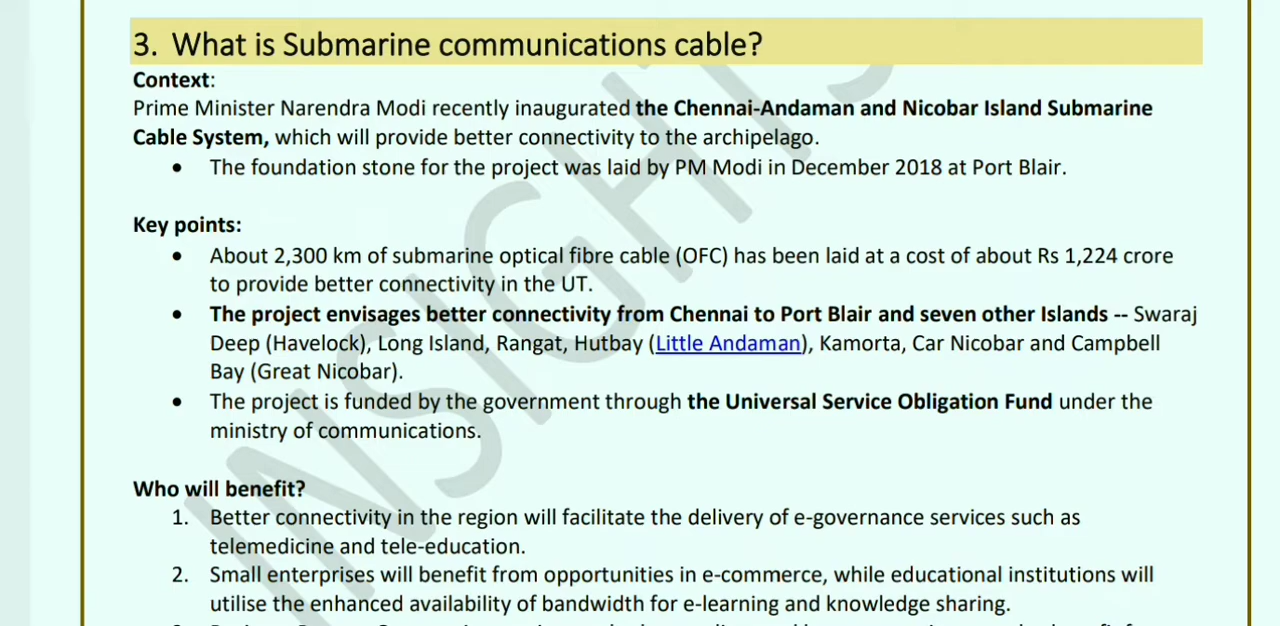 3. What is Submarine communications cable?
Context:
Prime Minister Narendra Modi recently inaugurated the Chennai-Andaman and Nicobar Island Submarine
Cable System, which will provide better connectivity to the archipelago.
• The foundation stone for the project was laid by PM Modi in December 2018 at Port Blair.
Key points:
• About 2,300 km of submarine optical fibre cable (OFC) has been laid at a cost of about Rs 1,224 crore
to provide better connectivity in the UT.
• The project envisages better connectivity from Chennai to Port Blair and seven other Islands -- Swaraj
Deep (Havelock), Long Island, Rangat, Hutbay (Little Andaman), Kamorta, Car Nicobar and Campbell
Bay (Great Nicobar).
• The project is funded by the government through the Universal Service Obligation Fund under the
ministry of communications.
Who will benefit?
1. Better connectivity in the region will facilitate the delivery of e-governance services such as
telemedicine and tele-education.
2. Small enterprises will benefit from opportunities in e-commerce, while educational institutions will
utilise the enhanced availability of bandwidth for e-learning and knowledge sharing.
INSIGHTS